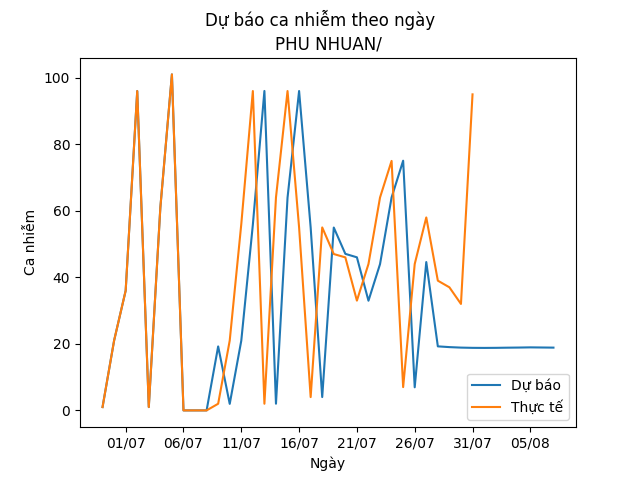 Dự báo ca nhiễm theo ngày
PHU NHUAN/
100
80
60
40
20
0
Ca nhiễm
01/07 06/07 11/07 16/07 21/07 26/07 31/07 05/08
Ngày
Dự báo
Thực tế